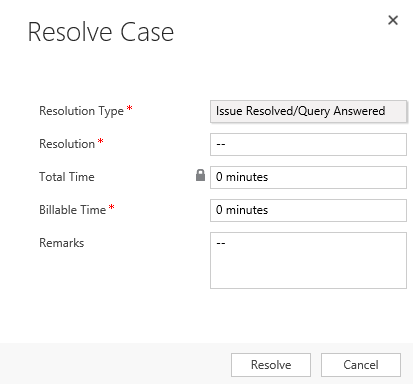 Resolve Case
Resolution Type * Issue Resolved/Query Answered
Resolution * --
Total Time 0 minutes
Billable Time * 0 minutes
Remarks --
Resolve Cancel